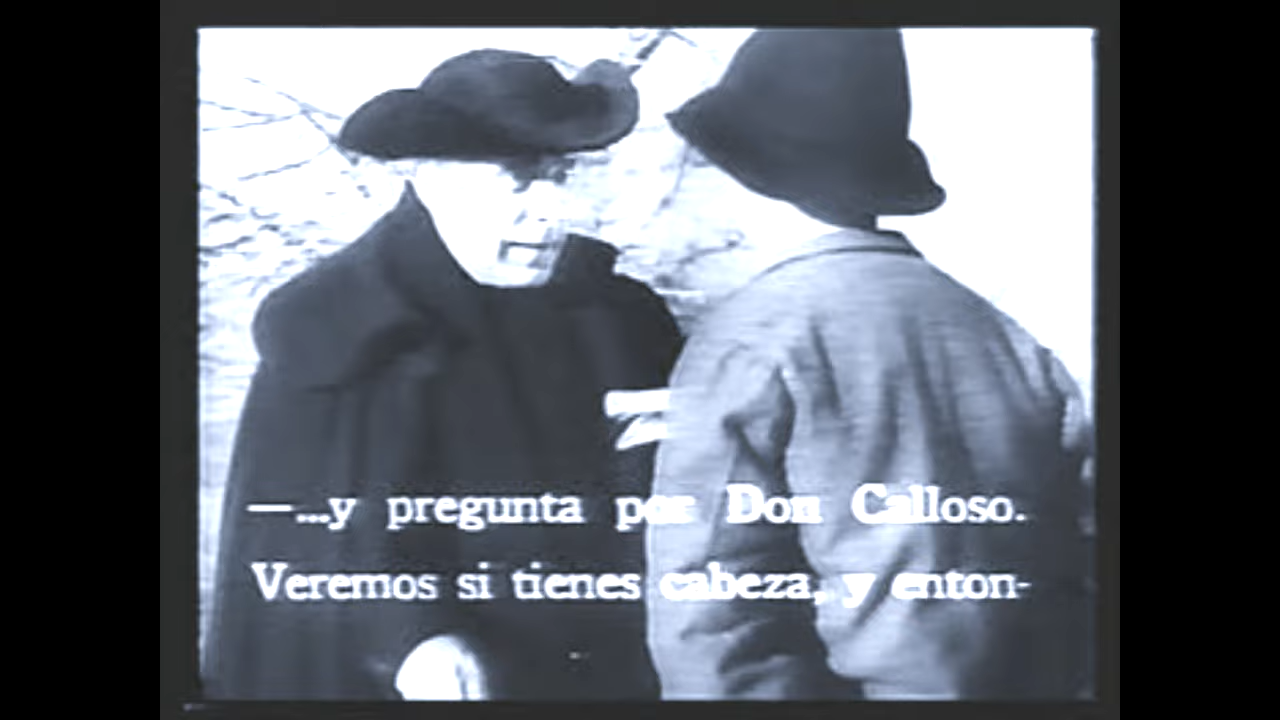 —...y pregunta por Don Calloso.
Veremos si tienes cabeza, y enton-